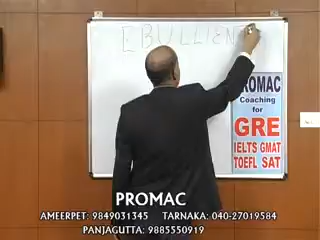 EBULLIEN
PROMAC
Coaching
for
GRE
IELTS GMAT
TOEFL SAT
PROMAC
AMEERPET: 9849031345 TARNAKA: 040-27019584
PANJAGUTTA: 9885550919